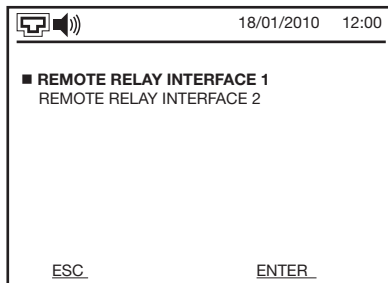 18/01/2010 12:00
REMOTE RELAY INTERFACE 1
REMOTE RELAY INTERFACE 2
ESC ENTER